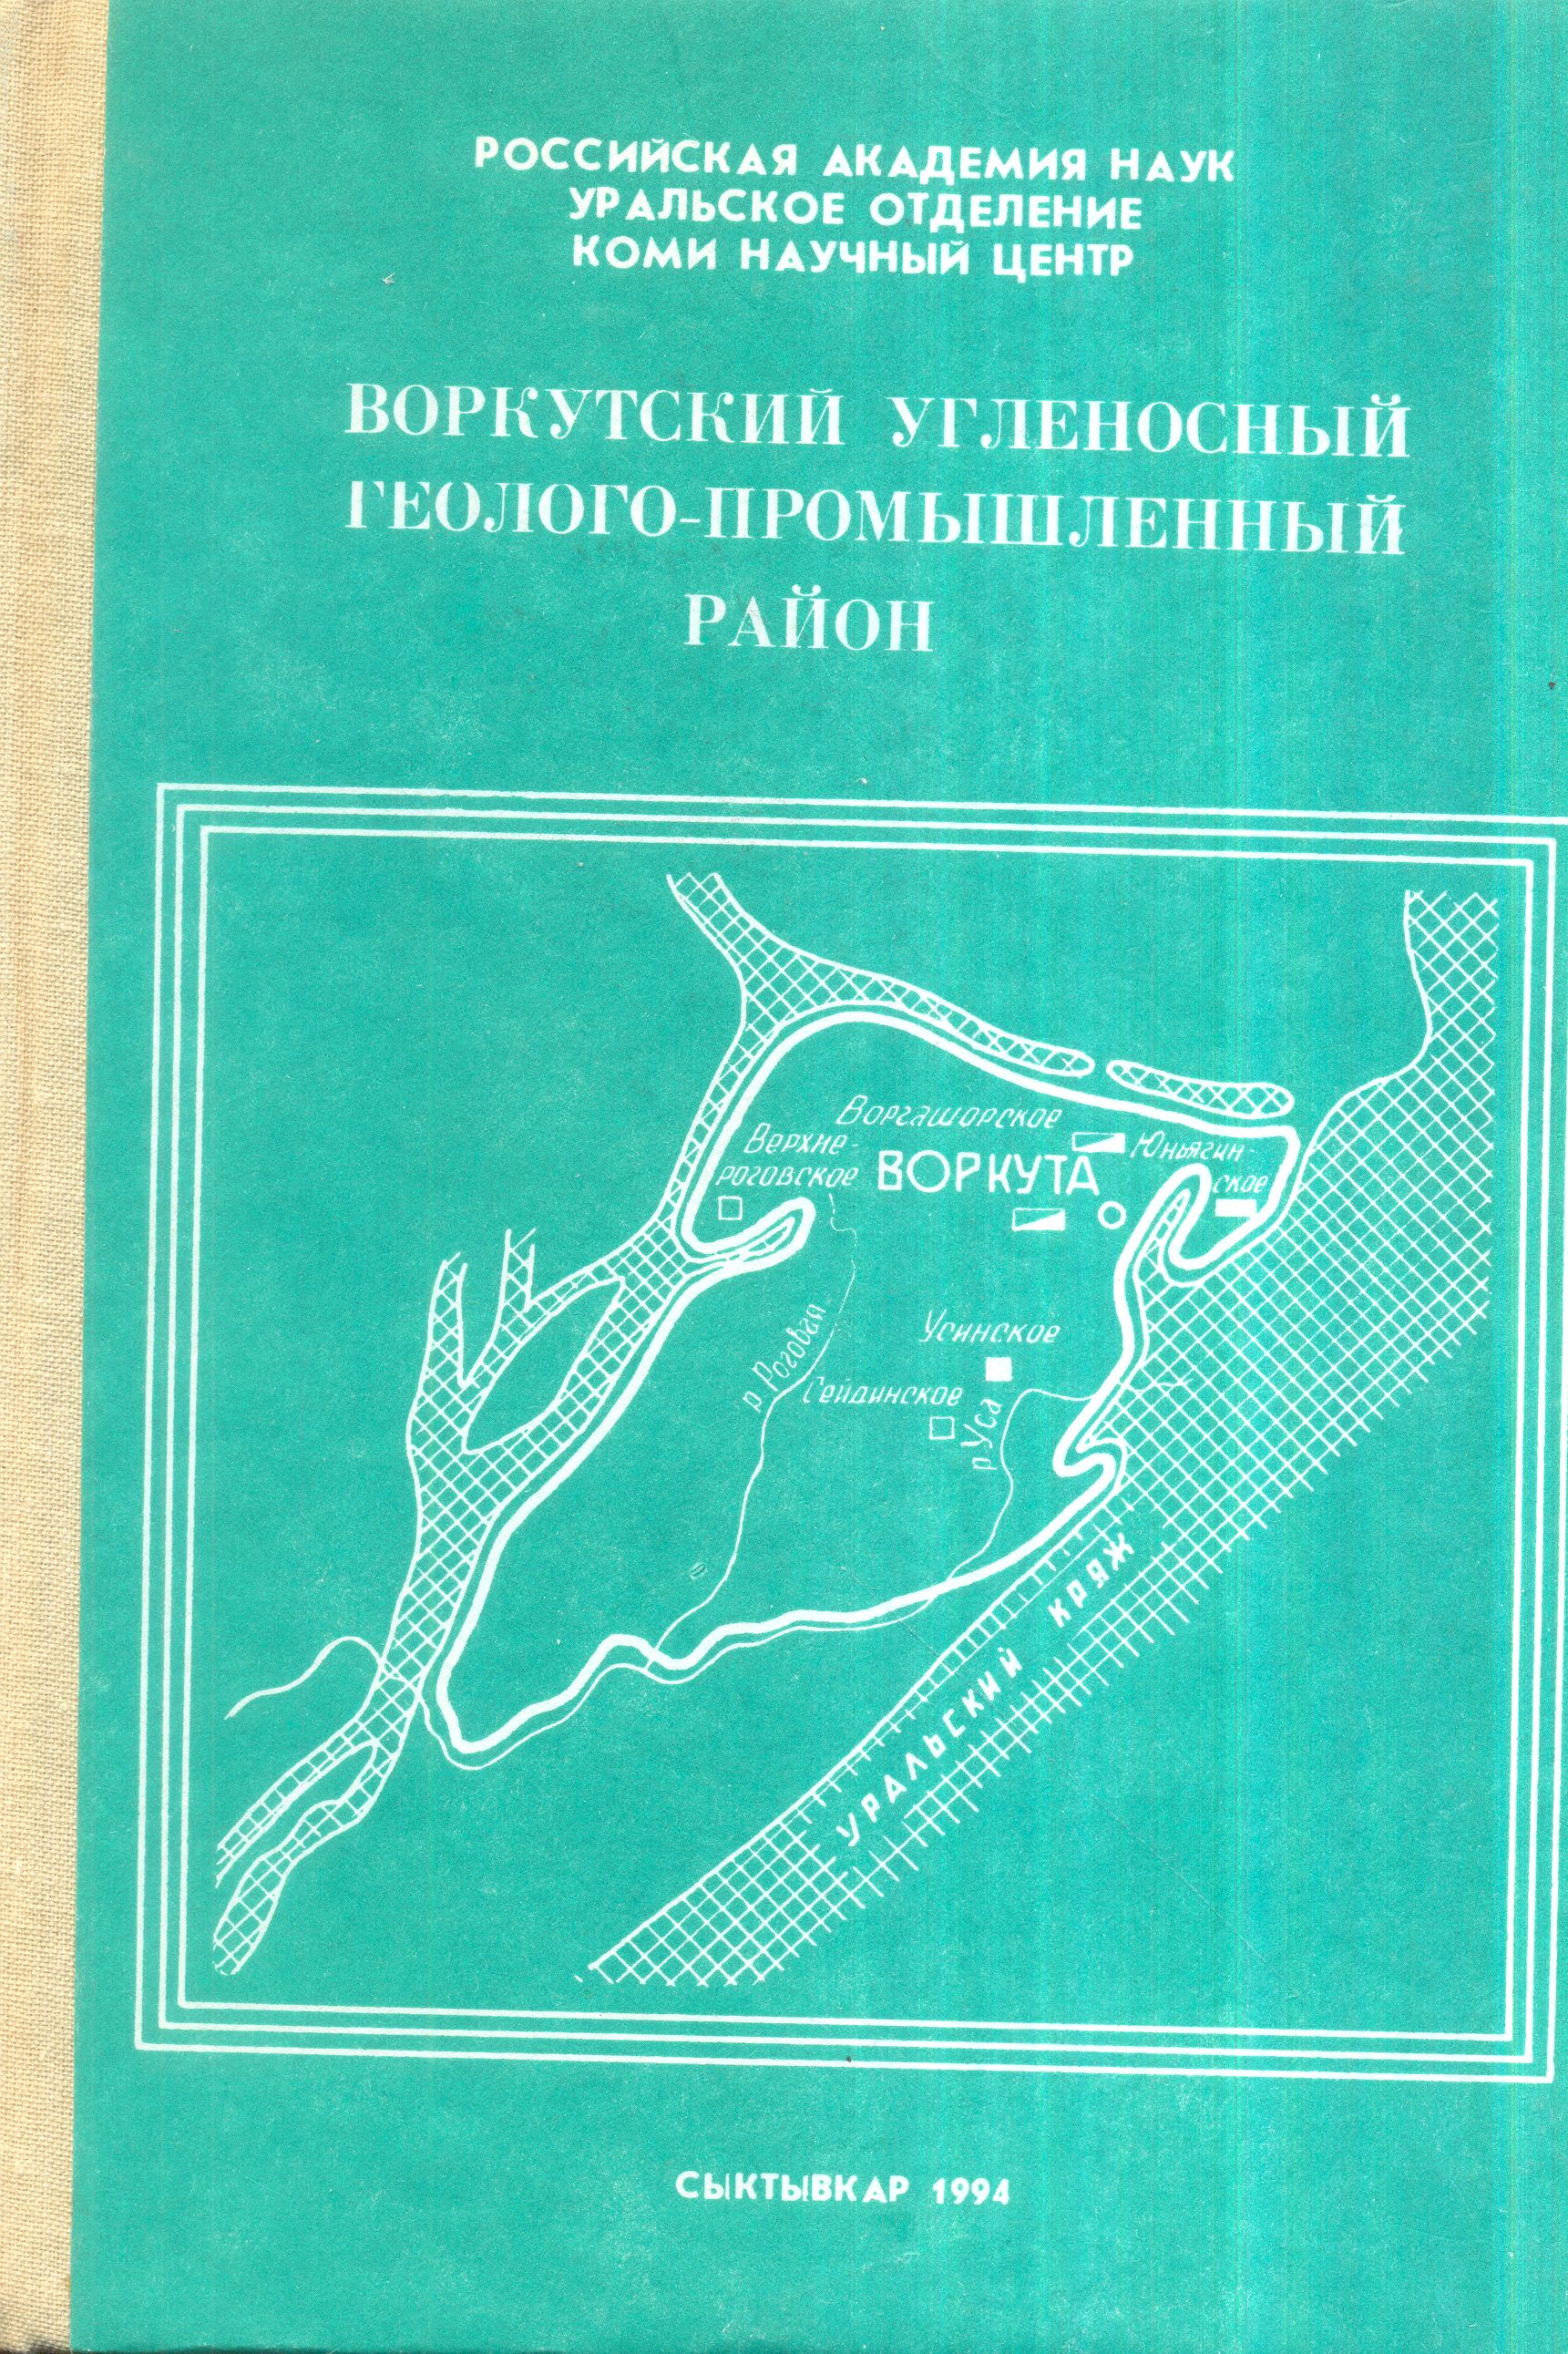 РОССИЙСКАЯ АКАДЕМИЯ НАУК
УРАЛЬСКОЕ ОТДЕЛЕНИЕ
КОМИ НАУЧНЫЙ ЦЕНТР
ВОРКУТСКИЙ УГЛЕНОСНЫЙ
ГЕОЛОГО-ПРОМЫШЛЕННЫЙ
РАЙОН
Воргашорское
Верхне-
роговское
ВОРКУТА
Юньягин-
ское
р Роговая
Усинское
Сейдинское
р Уса
УРАЛЬСКИЙ КРЯЖ
СЫКТЫВКАР 1994